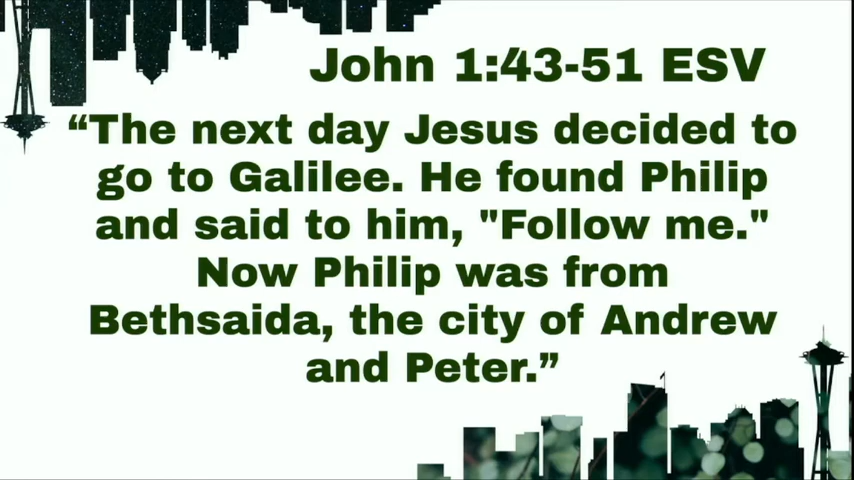 John 1:43-51 ESV
“The next day Jesus decided to
go to Galilee. He found Philip
and said to him, "Follow me."
Now Philip was from
Bethsaida, the city of Andrew
and Peter.”